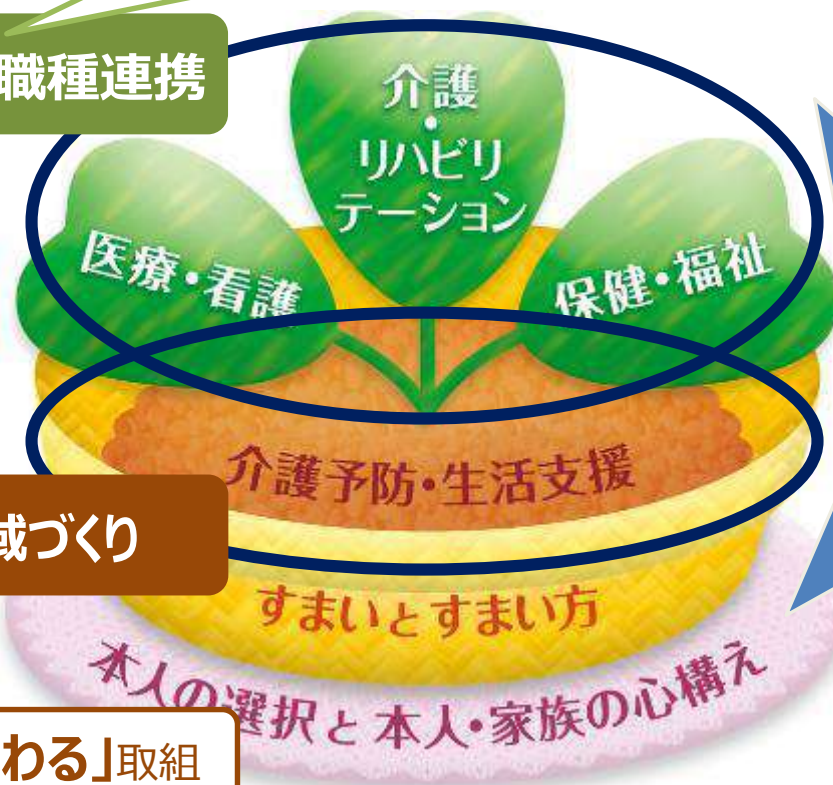 職種連携
介護
・
リハビリ
テーション
医療・看護
保健・福祉
介護予防・生活支援
域づくり
すまいとすまい方
本人の選択と本人・家族の心構え
わる」取組